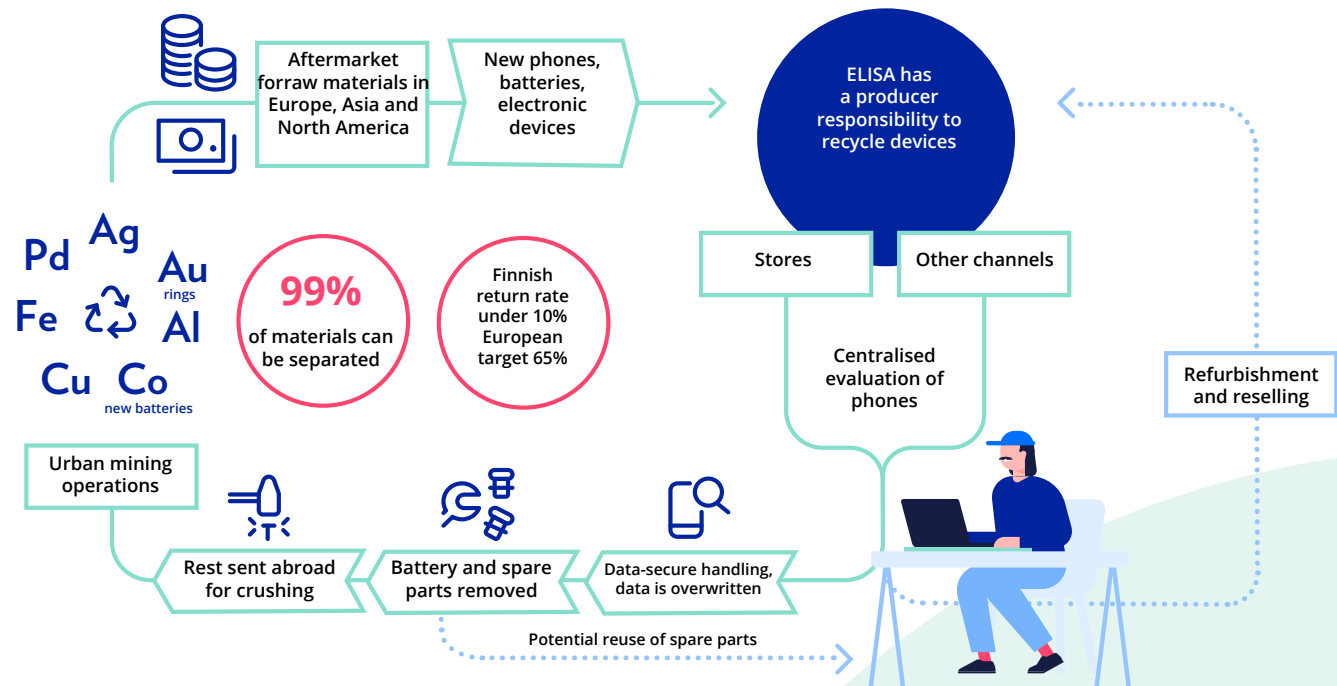 Aftermarket
forraw materials in
Europe, Asia and
North America
New phones,
batteries,
electronic
devices
ELISA has
a producer
responsibility to
recycle devices
Stores
Other channels
Centralised
evaluation of
phones
Refurbishment
and reselling
Pd
Ag
Au
rings
Fe
Al
Cu
Co
new batteries
99%
of materials can
be separated
Finnish
return rate
under 10%
European
target 65%
Urban mining
operations
Rest sent abroad
for crushing
Battery and spare
parts removed
Data-secure handling,
data is overwritten
Potential reuse of spare parts